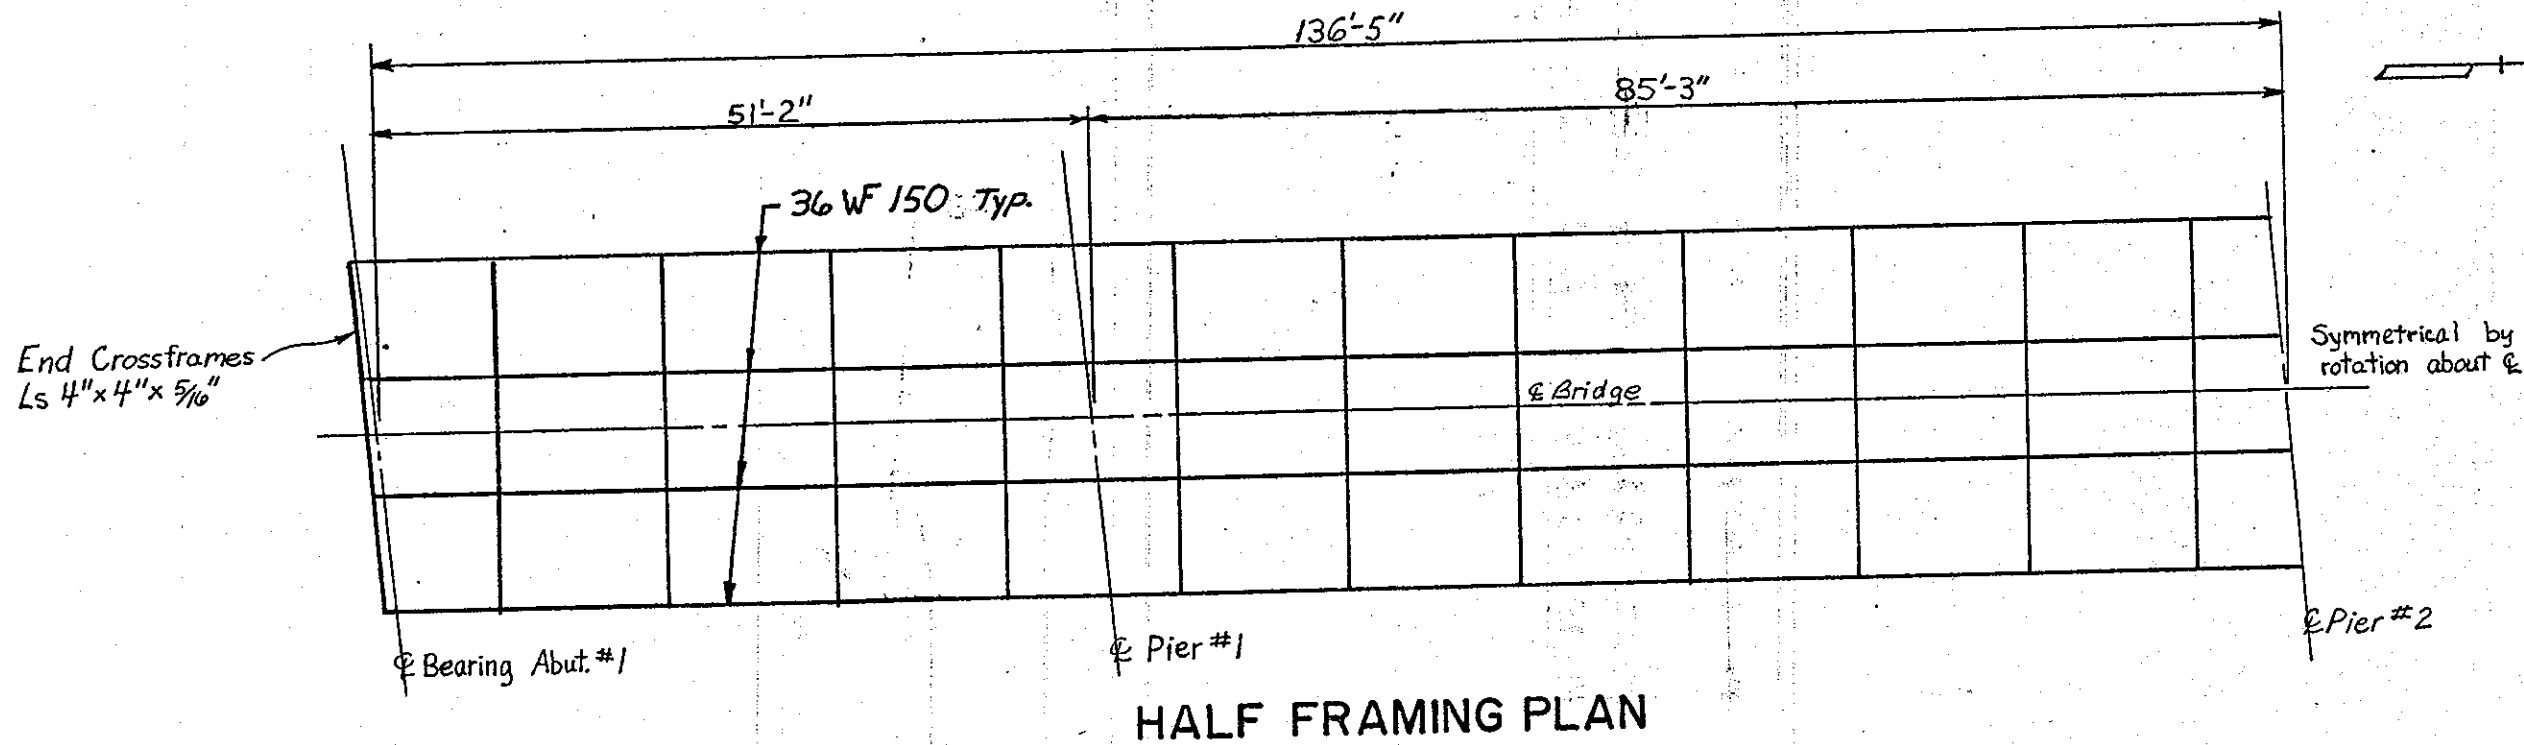 136'-5"
85'-3"
51'-2"
36 WF 150 Typ.
End Crossframes
Ls 4"x 4"x 5/16"
Symmetrical by
rotation about ℄
℄ Bridge
℄ Pier #2
℄ Pier #1
℄ Bearing Abut. #1
HALF FRAMING PLAN